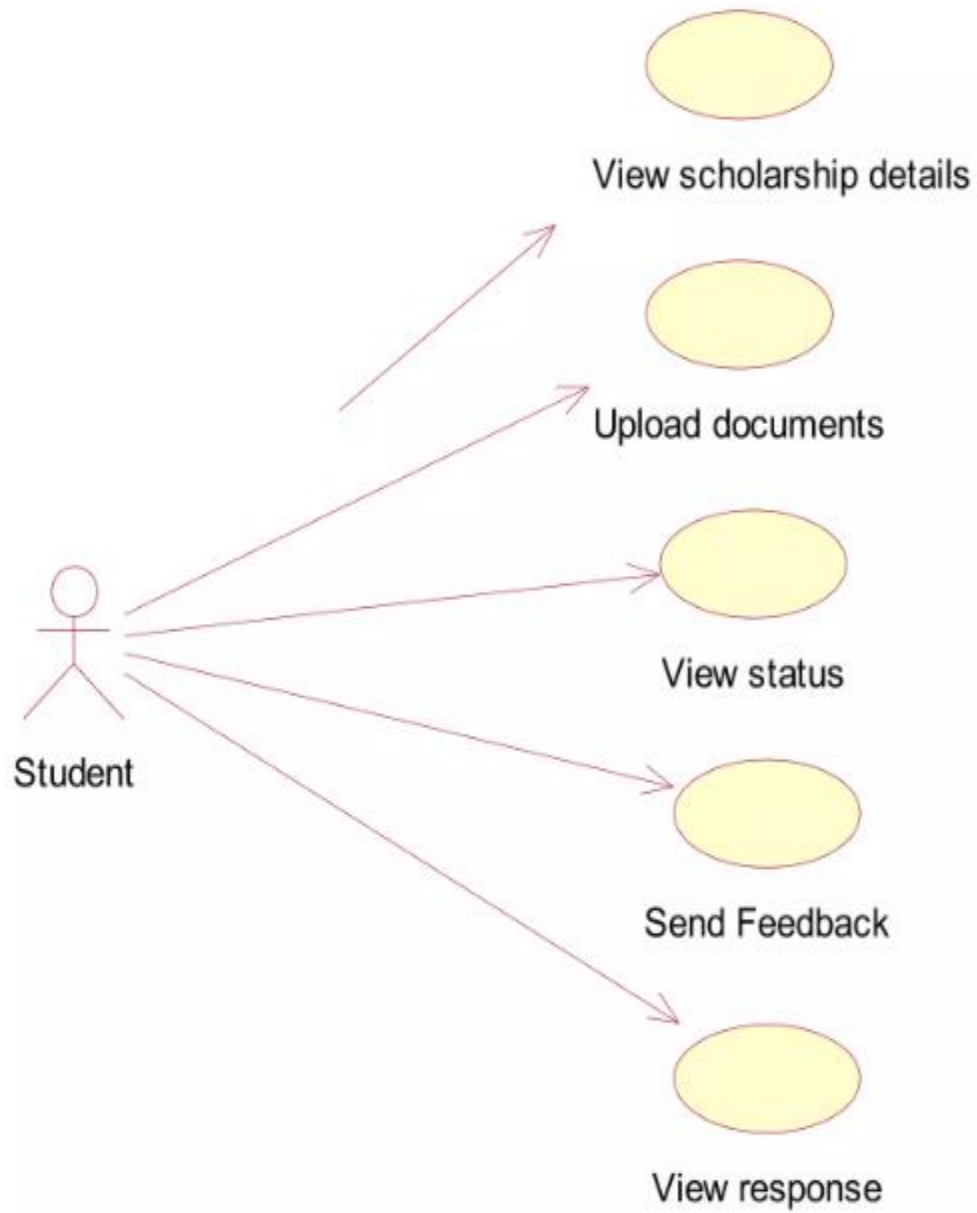 View scholarship details
Upload documents
View status
Student
Send Feedback
View response